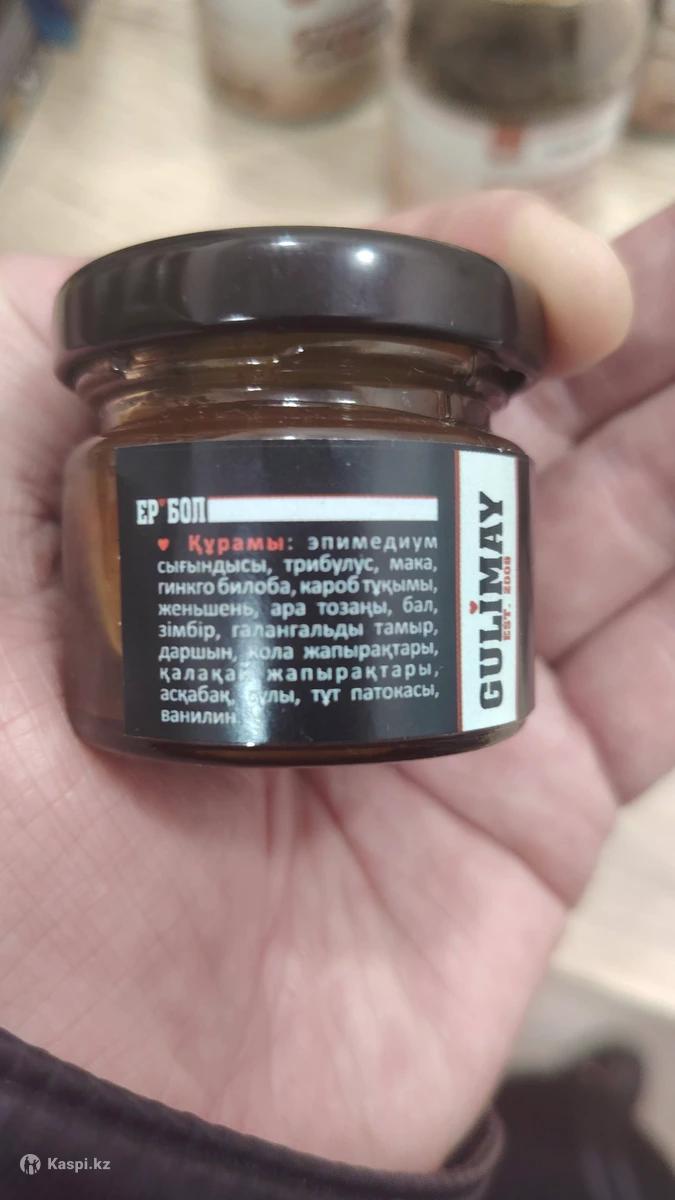 ЕР БОЛ
Құрамы: эпимедиум
сығындысы, трибулус, мака,
гинкго билоба, кароб тұқымы,
женьшень, ара тозаңы, бал,
зімбір, галангальды тамыр,
даршын, кола жапырақтары,
қалақай жапырақтары,
асқабақ, тұт патокасы,
ванилин
GULIMAY
EST. 2008
Kaspi.kz